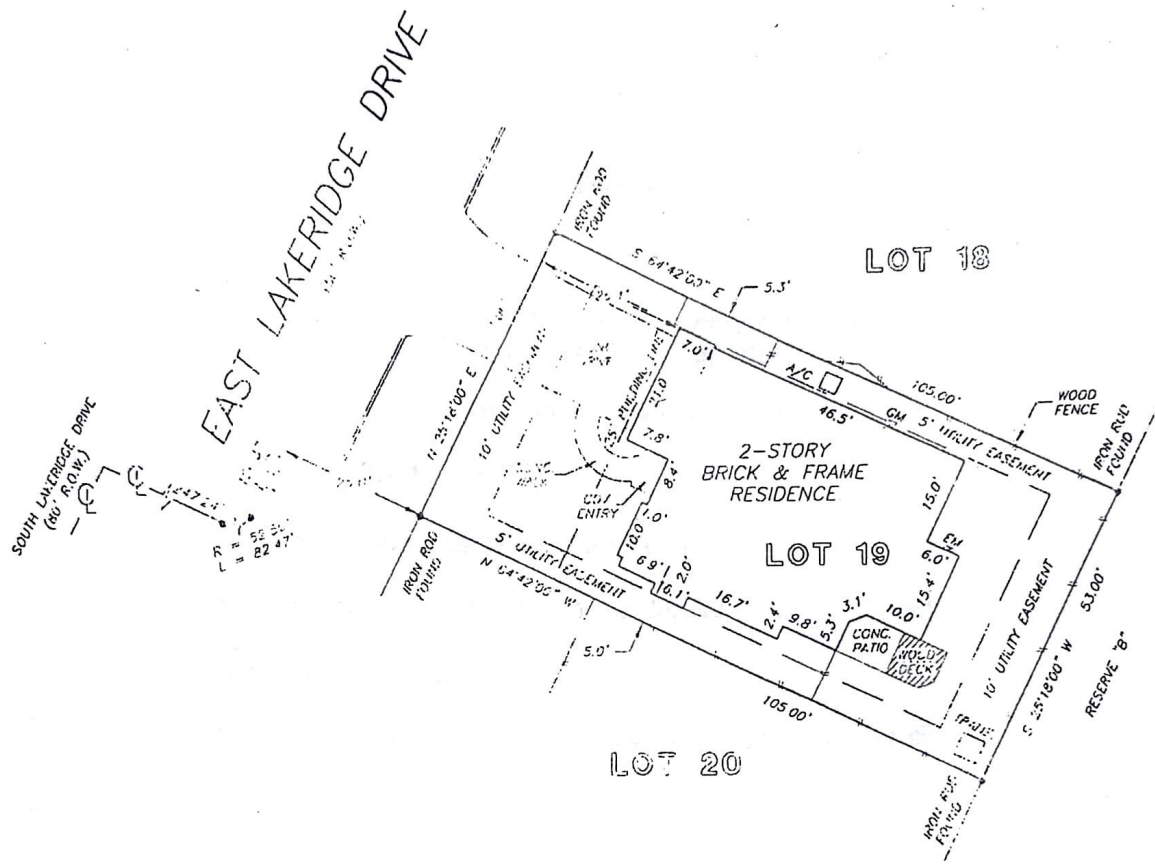 EAST LAKERIDGE DRIVE
SOUTH LAKERIDGE DRIVE
(80' R.O.W.)
L = 82.47'
IRON ROD
FOUND
S 64°42'00" E
5.3'
LOT 18
105.00'
WOOD
FENCE
IRON ROD
FOUND
N 25°18'00" E
10' UTILITY EASEMENT
BUILDING LINE
25'
7.0'
21.0
7.8'
8.4'
A/C
GM
46.5'
5' UTILITY EASEMENT
2-STORY
BRICK & FRAME
RESIDENCE
LOT 19
15.0'
EM
6.0'
15.4'
ENTRY
1.0'
10.0
6.9'
2.0'
16.1'
16.7'
2.4'
9.8'
5.3'
3.1'
10.0'
CONC.
PATIO
WOOD
DECK
10' UTILITY EASEMENT
53.00'
S 25°18'00" W
RESERVE "B"
IRON ROD
FOUND
5' UTILITY EASEMENT
N 64°42'00" W
5.0'
105.00'
LOT 20
IRON ROD
FOUND